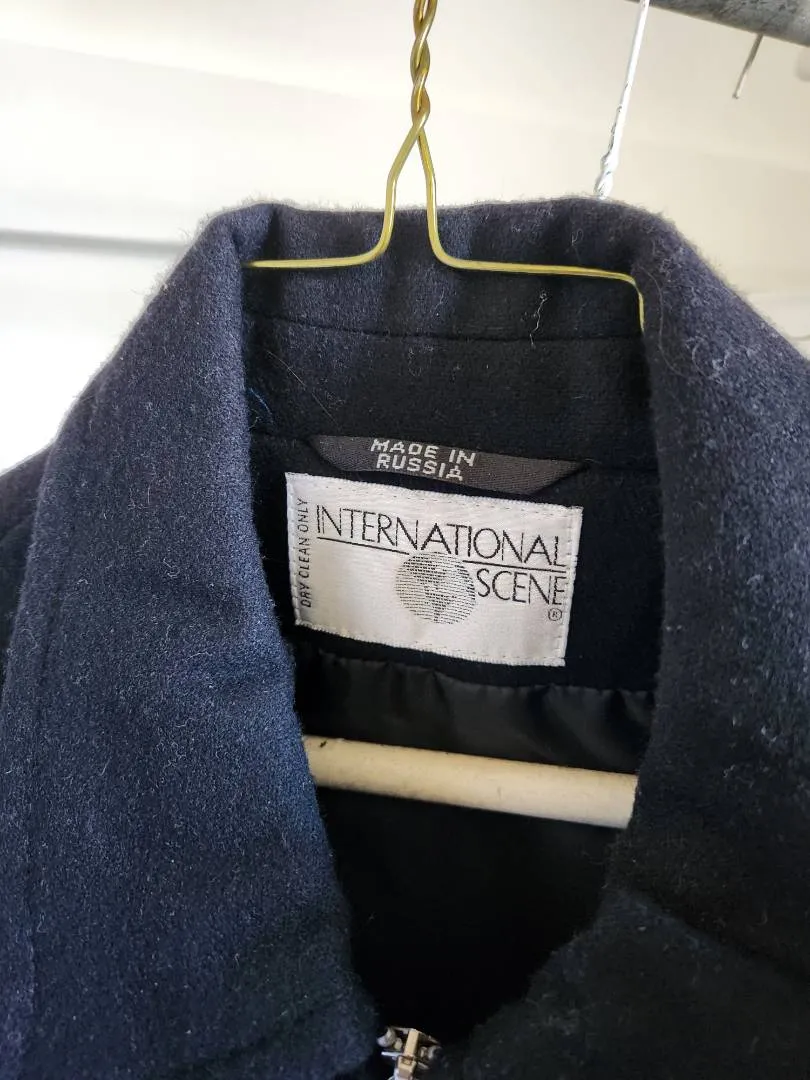 MADE IN
RUSSIA
DRY CLEAN ONLY
INTERNATIONAL
SCENE
®